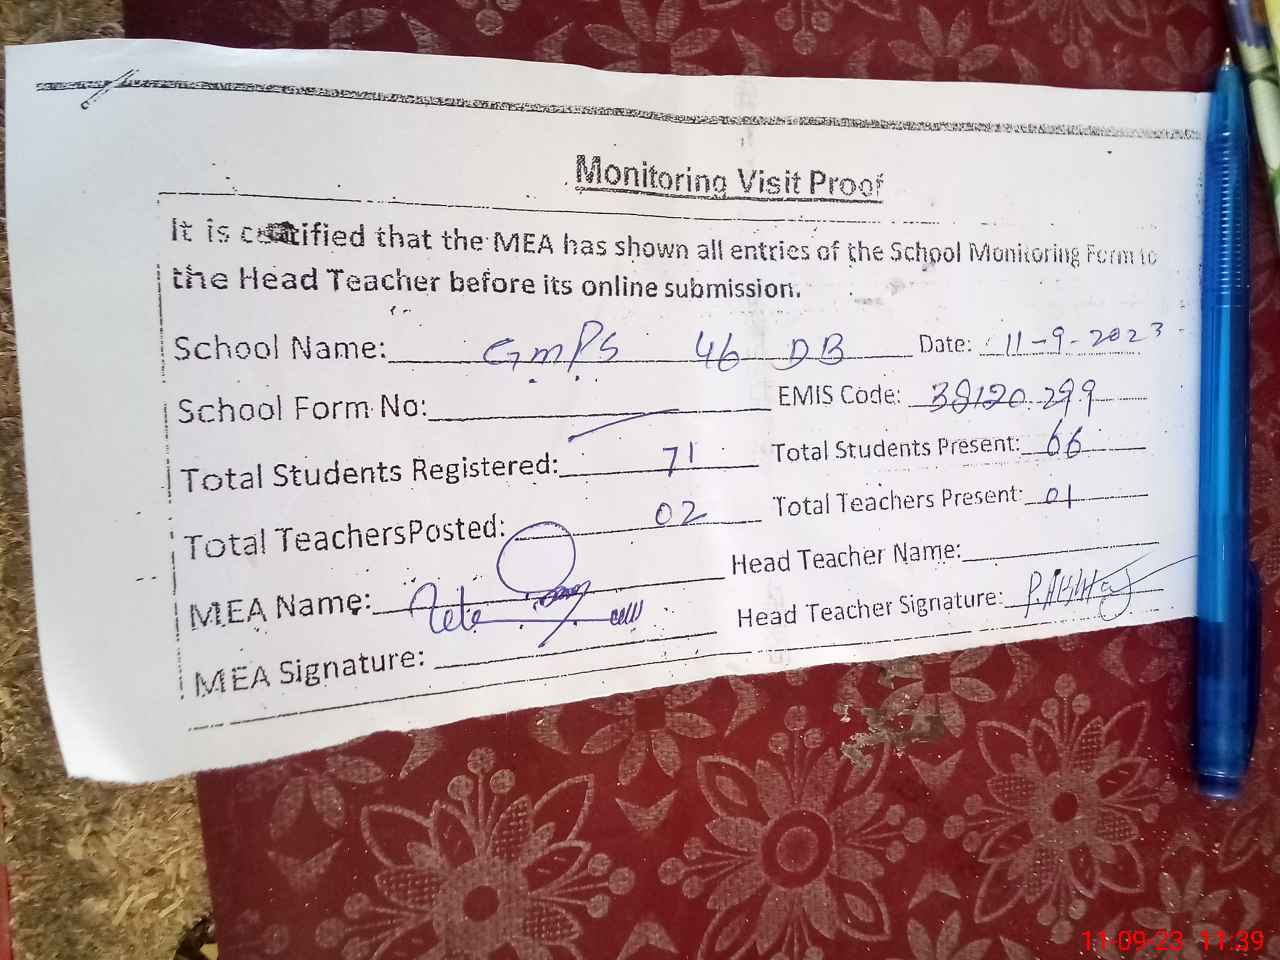 Monitoring Visit Proof
It is certified that the MEA has shown all entries of the School Monitoring Form to
the Head Teacher before its online submission.
School Name: GMPS 46 DB Date: 11-9-2023
School Form No: EMIS Code: 38120299
Total Students Registered: 71 Total Students Present: 66
Total TeachersPosted: 02 Total Teachers Present: 01
MEA Name: Head Teacher Name:
MEA Signature: Head Teacher Signature:
11-09-23 11:39